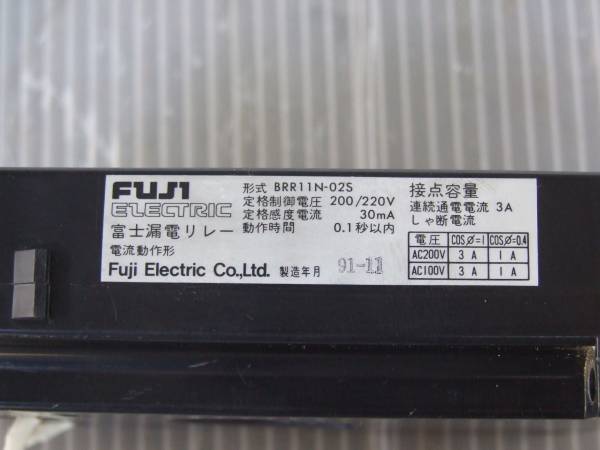 FUJI
ELECTRIC
富士漏電リレー
電流動作形
Fuji Electric Co.,Ltd. 製造年月 91-11
形式 BRR11N-02S
定格制御電圧 200/220V
定格感度電流 30mA
動作時間 0.1秒以内
接点容量
連続通電電流 3A
しゃ断電流
電圧 COSØ=1 COSØ=0.4
AC200V 3A 1A
AC100V 3A 1A